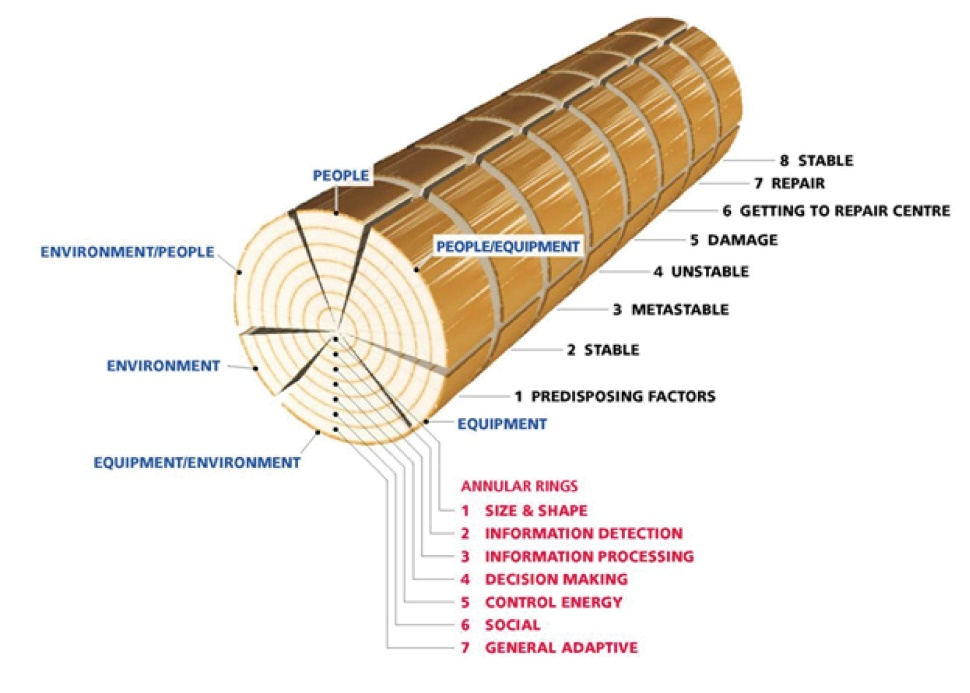 PEOPLE
ENVIRONMENT/PEOPLE
PEOPLE/EQUIPMENT
ENVIRONMENT
EQUIPMENT
EQUIPMENT/ENVIRONMENT
8 STABLE
7 REPAIR
6 GETTING TO REPAIR CENTRE
5 DAMAGE
4 UNSTABLE
3 METASTABLE
2 STABLE
1 PREDISPOSING FACTORS
ANNULAR RINGS
1 SIZE & SHAPE
2 INFORMATION DETECTION
3 INFORMATION PROCESSING
4 DECISION MAKING
5 CONTROL ENERGY
6 SOCIAL
7 GENERAL ADAPTIVE